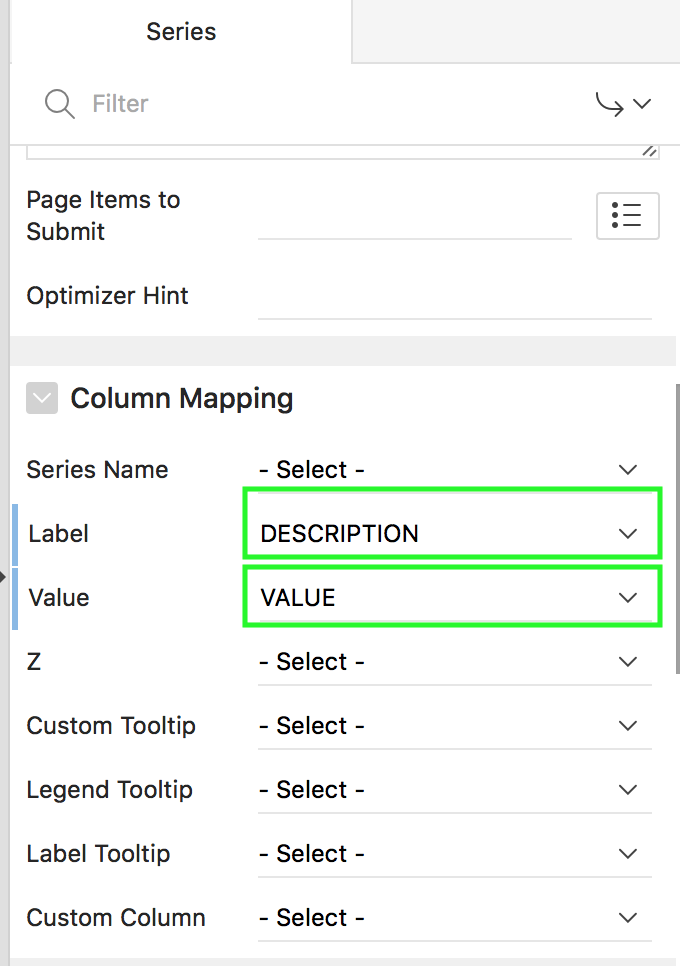 Series
Filter
Page Items to
Submit
Optimizer Hint
Column Mapping
Series Name - Select -
Label DESCRIPTION
Value VALUE
Z - Select -
Custom Tooltip - Select -
Legend Tooltip - Select -
Label Tooltip - Select -
Custom Column - Select -